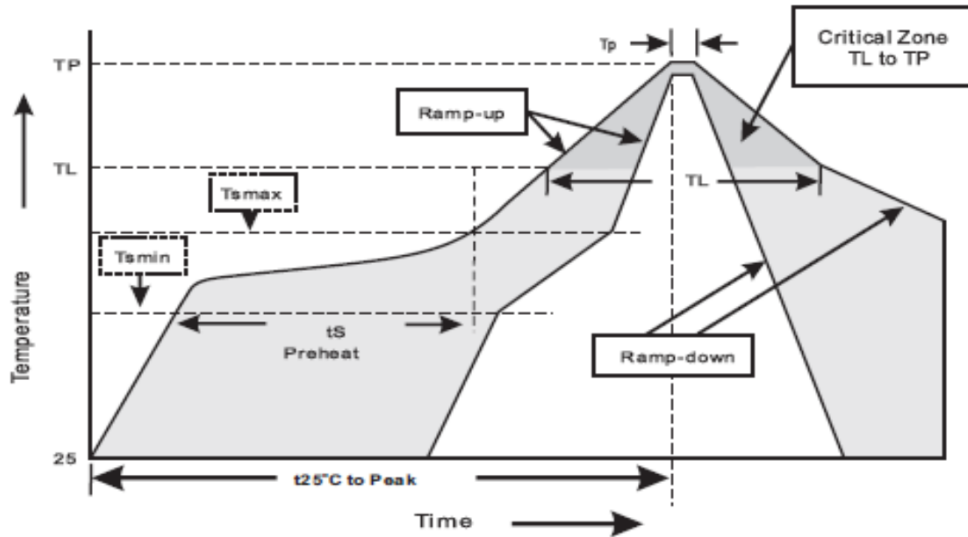 Tp
Critical Zone
TL to TP
TP
Ramp-up
TL
TL
Tsmax
Tsmin
tS
Preheat
Ramp-down
Temperature
25
t25°C to Peak
Time